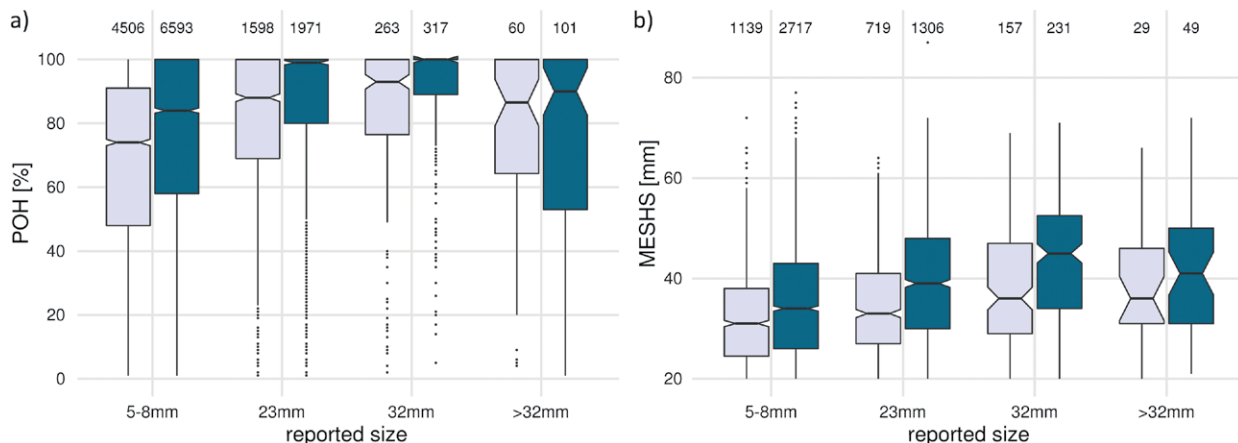 a)
4506 6593 1598 1971 263 317 60 101
100
80
60
40
20
0
POH [%]
5-8mm 23mm 32mm >32mm
reported size
b)
1139 2717 719 1306 157 231 29 49
80
60
40
20
MESHS [mm]
5-8mm 23mm 32mm >32mm
reported size